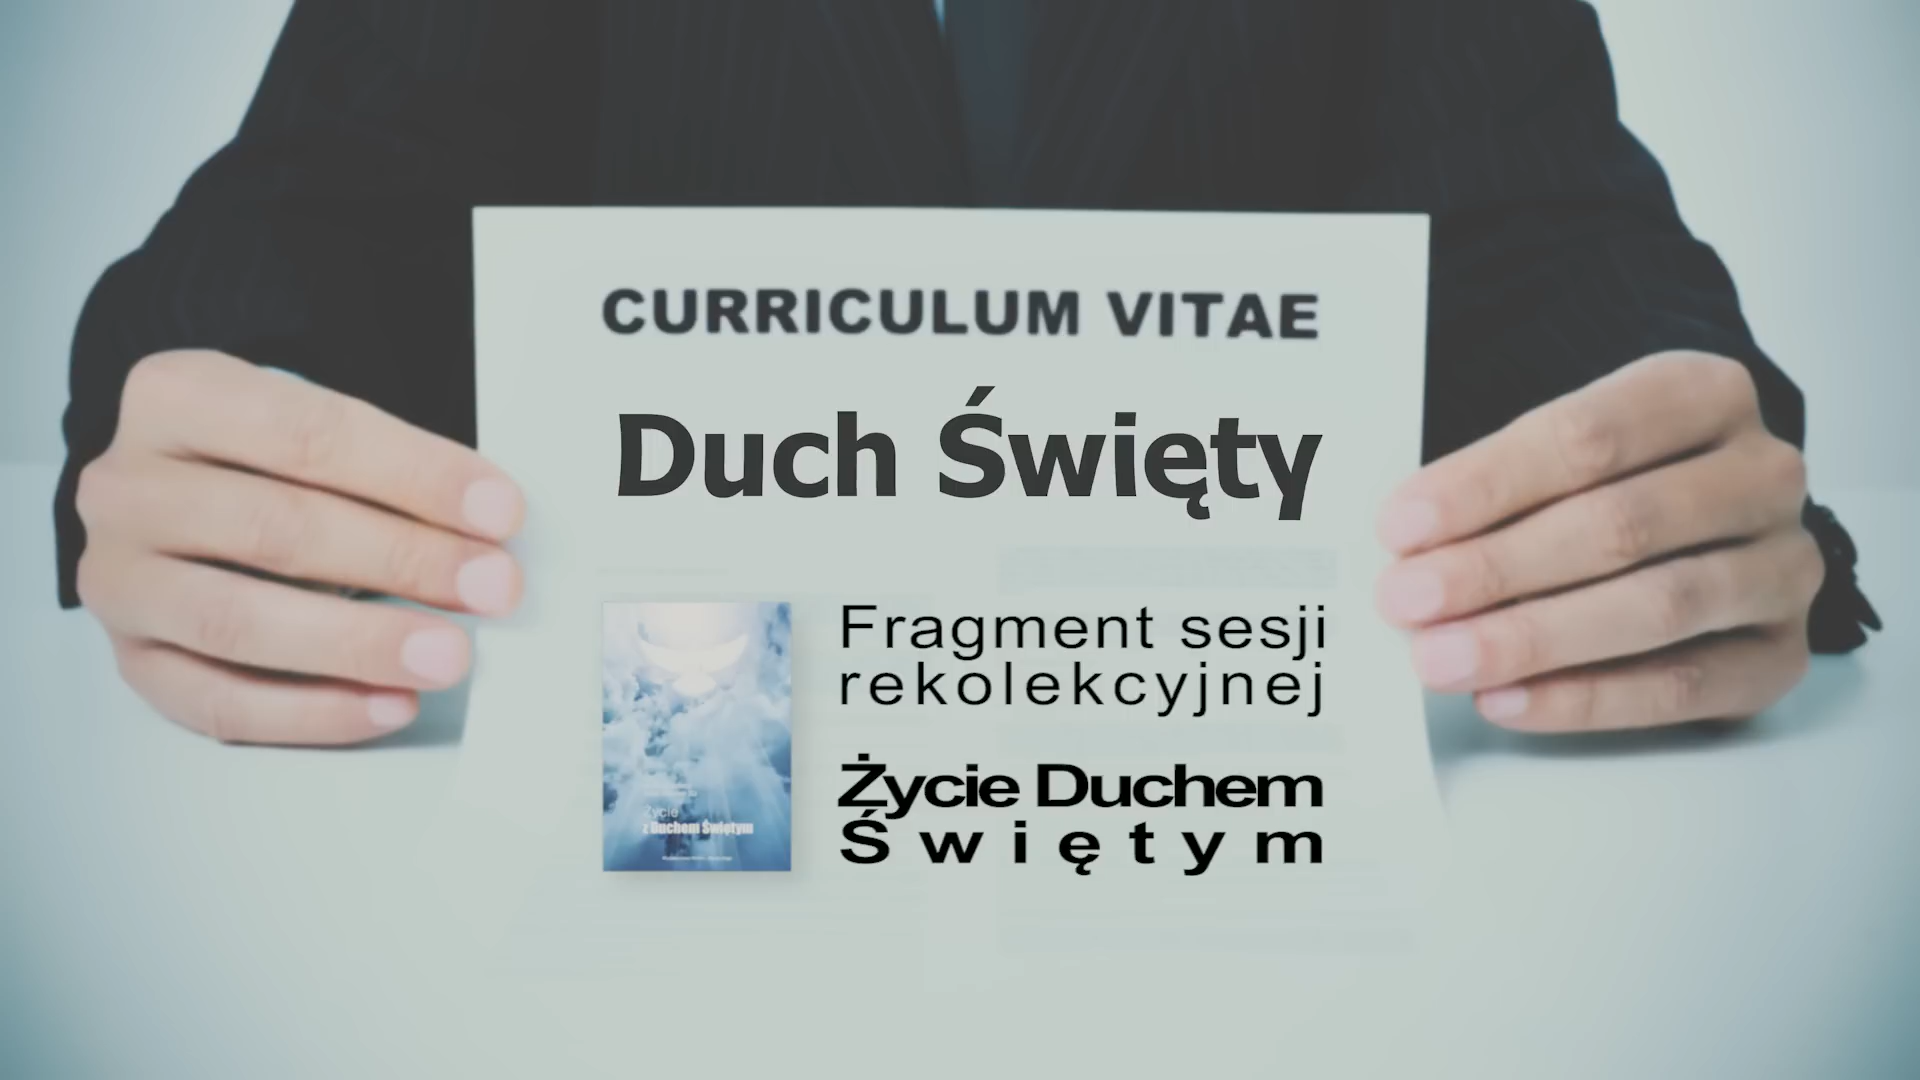 CURRICULUM VITAE
Duch Święty
Fragment sesji
rekolekcyjnej
Życie Duchem
Świętym
Życie
z Duchem Świętym